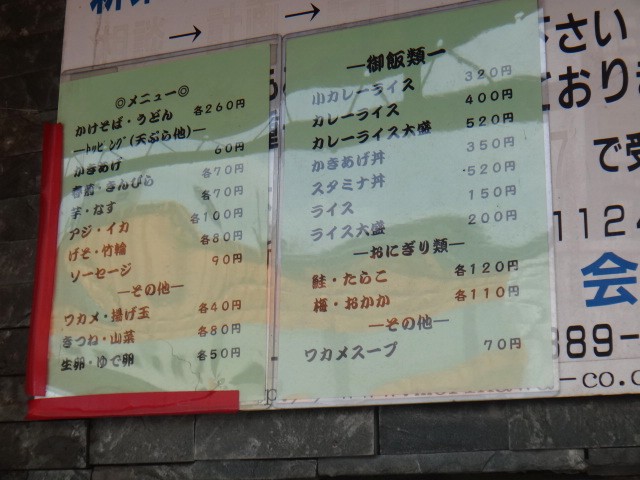 →
→
さい
とおりま
で受
1124
会
389-
-co.c
◎メニュー◎
かけそば・うどん 各260円
―トッピング(天ぷら他)―
かきあげ 60円
春菊・きんぴら 各70円
芋・なす 各70円
アジ・イカ 各100円
げそ・竹輪 各80円
ソーセージ 90円
―その他―
ワカメ・揚げ玉 各40円
きつね・山菜 各80円
生卵・ゆで卵 各50円
―御飯類―
小カレーライス 320円
カレーライス 400円
カレーライス大盛 520円
かきあげ丼 350円
スタミナ丼 520円
ライス 150円
ライス大盛 200円
―おにぎり類―
鮭・たらこ 各120円
梅・おかか 各110円
―その他―
ワカメスープ 70円